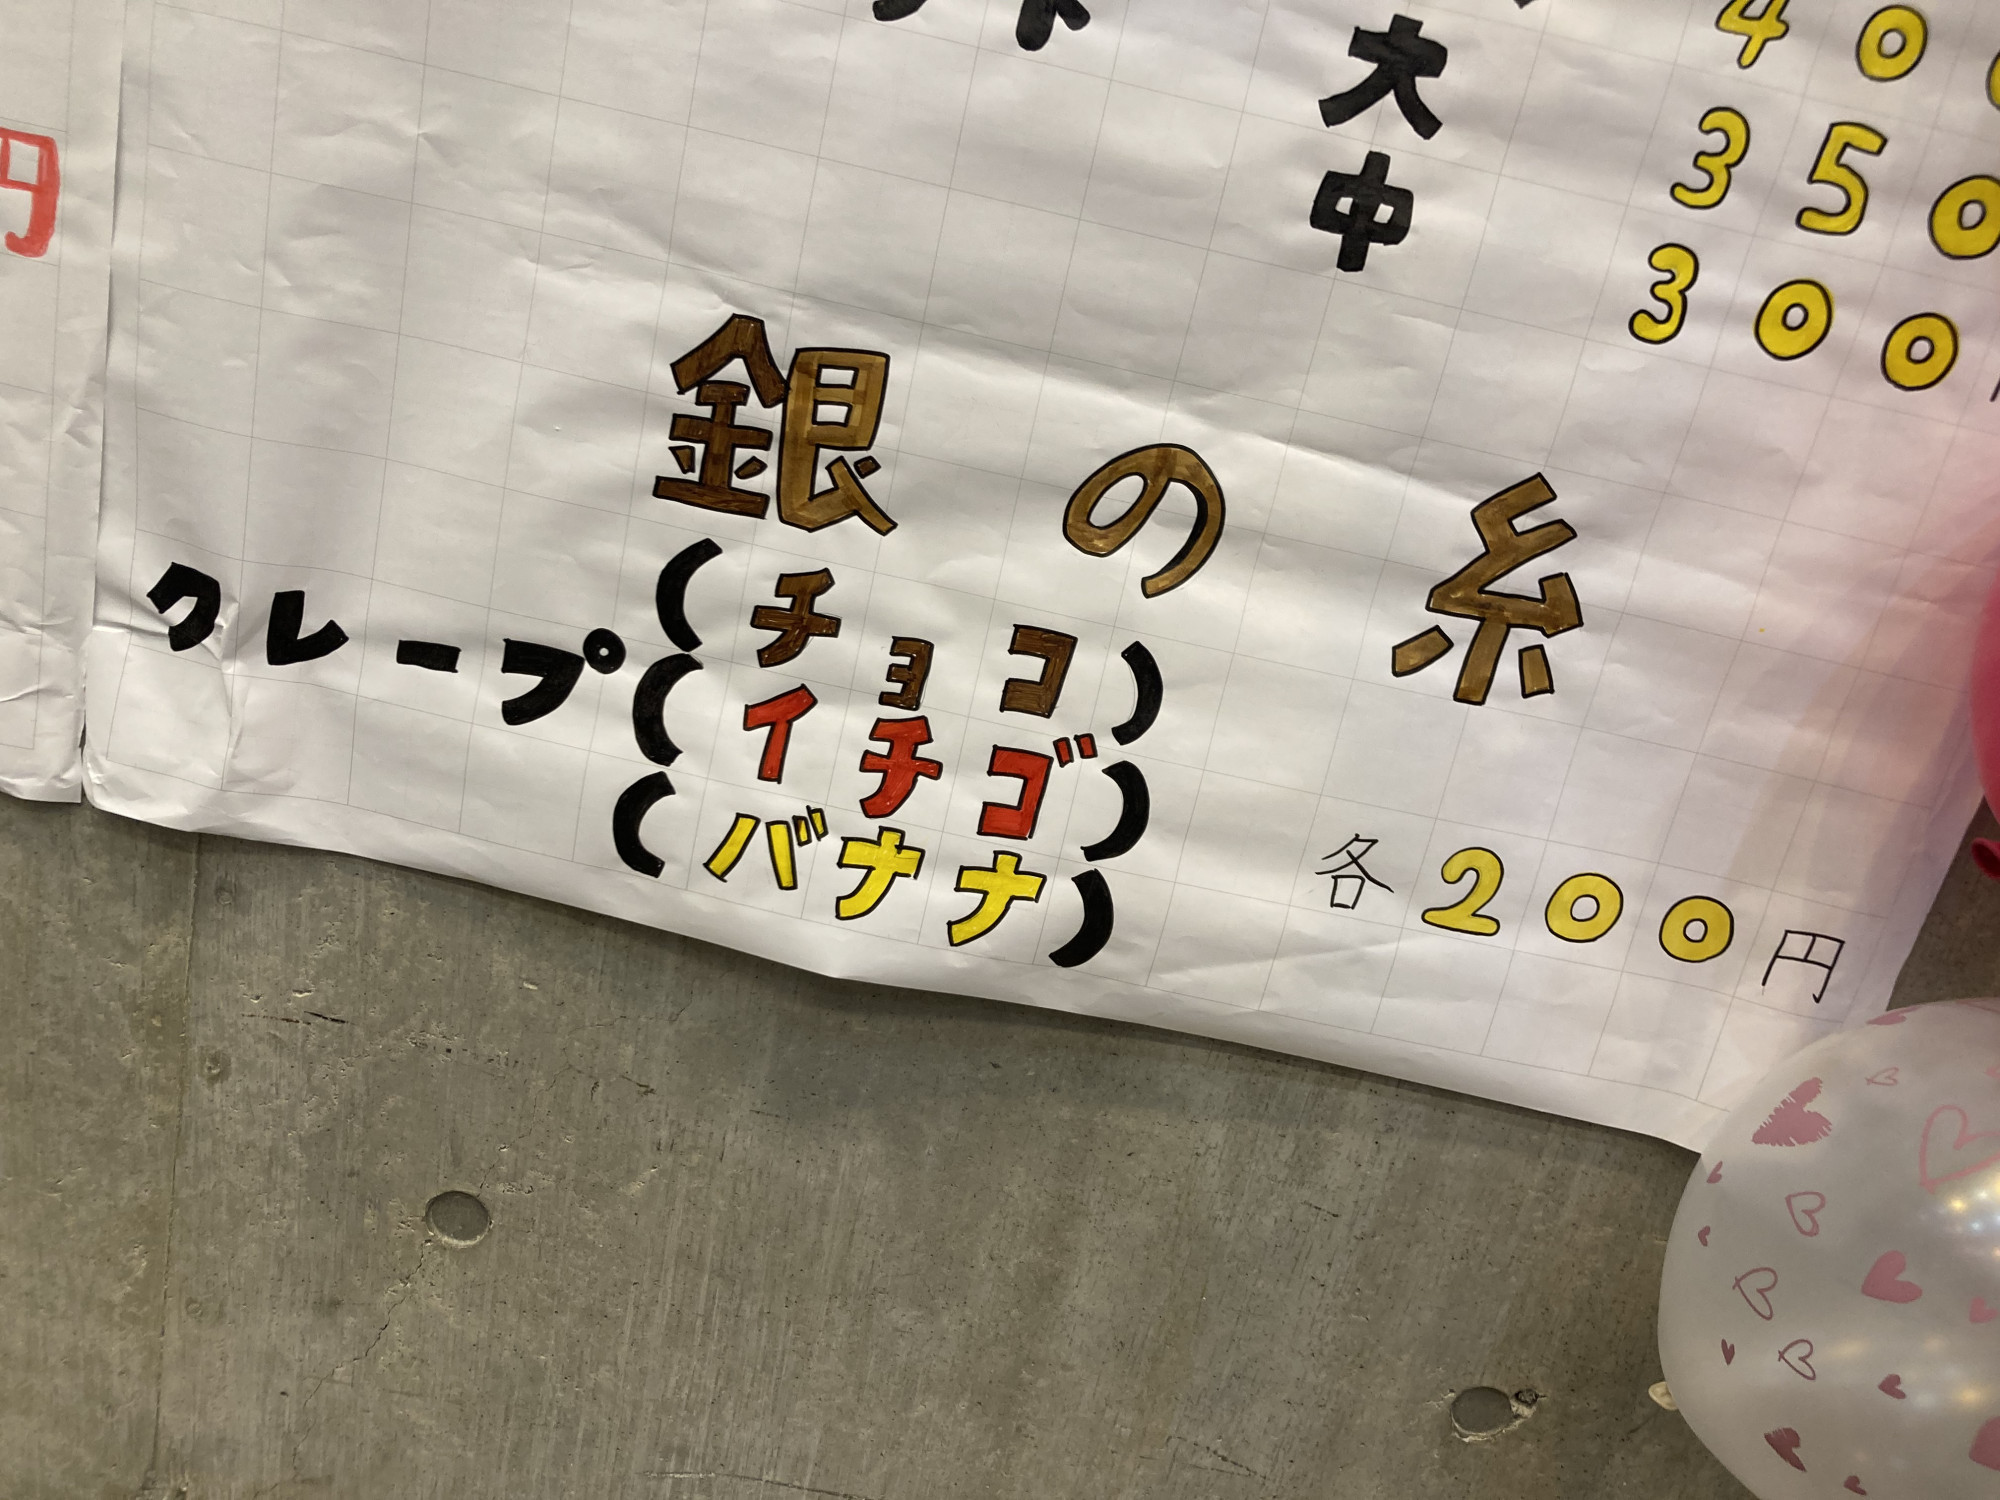 大
中
400
350
300
円
銀の糸
クレープ
(チョコ)
(イチゴ)
(バナナ)
各200円